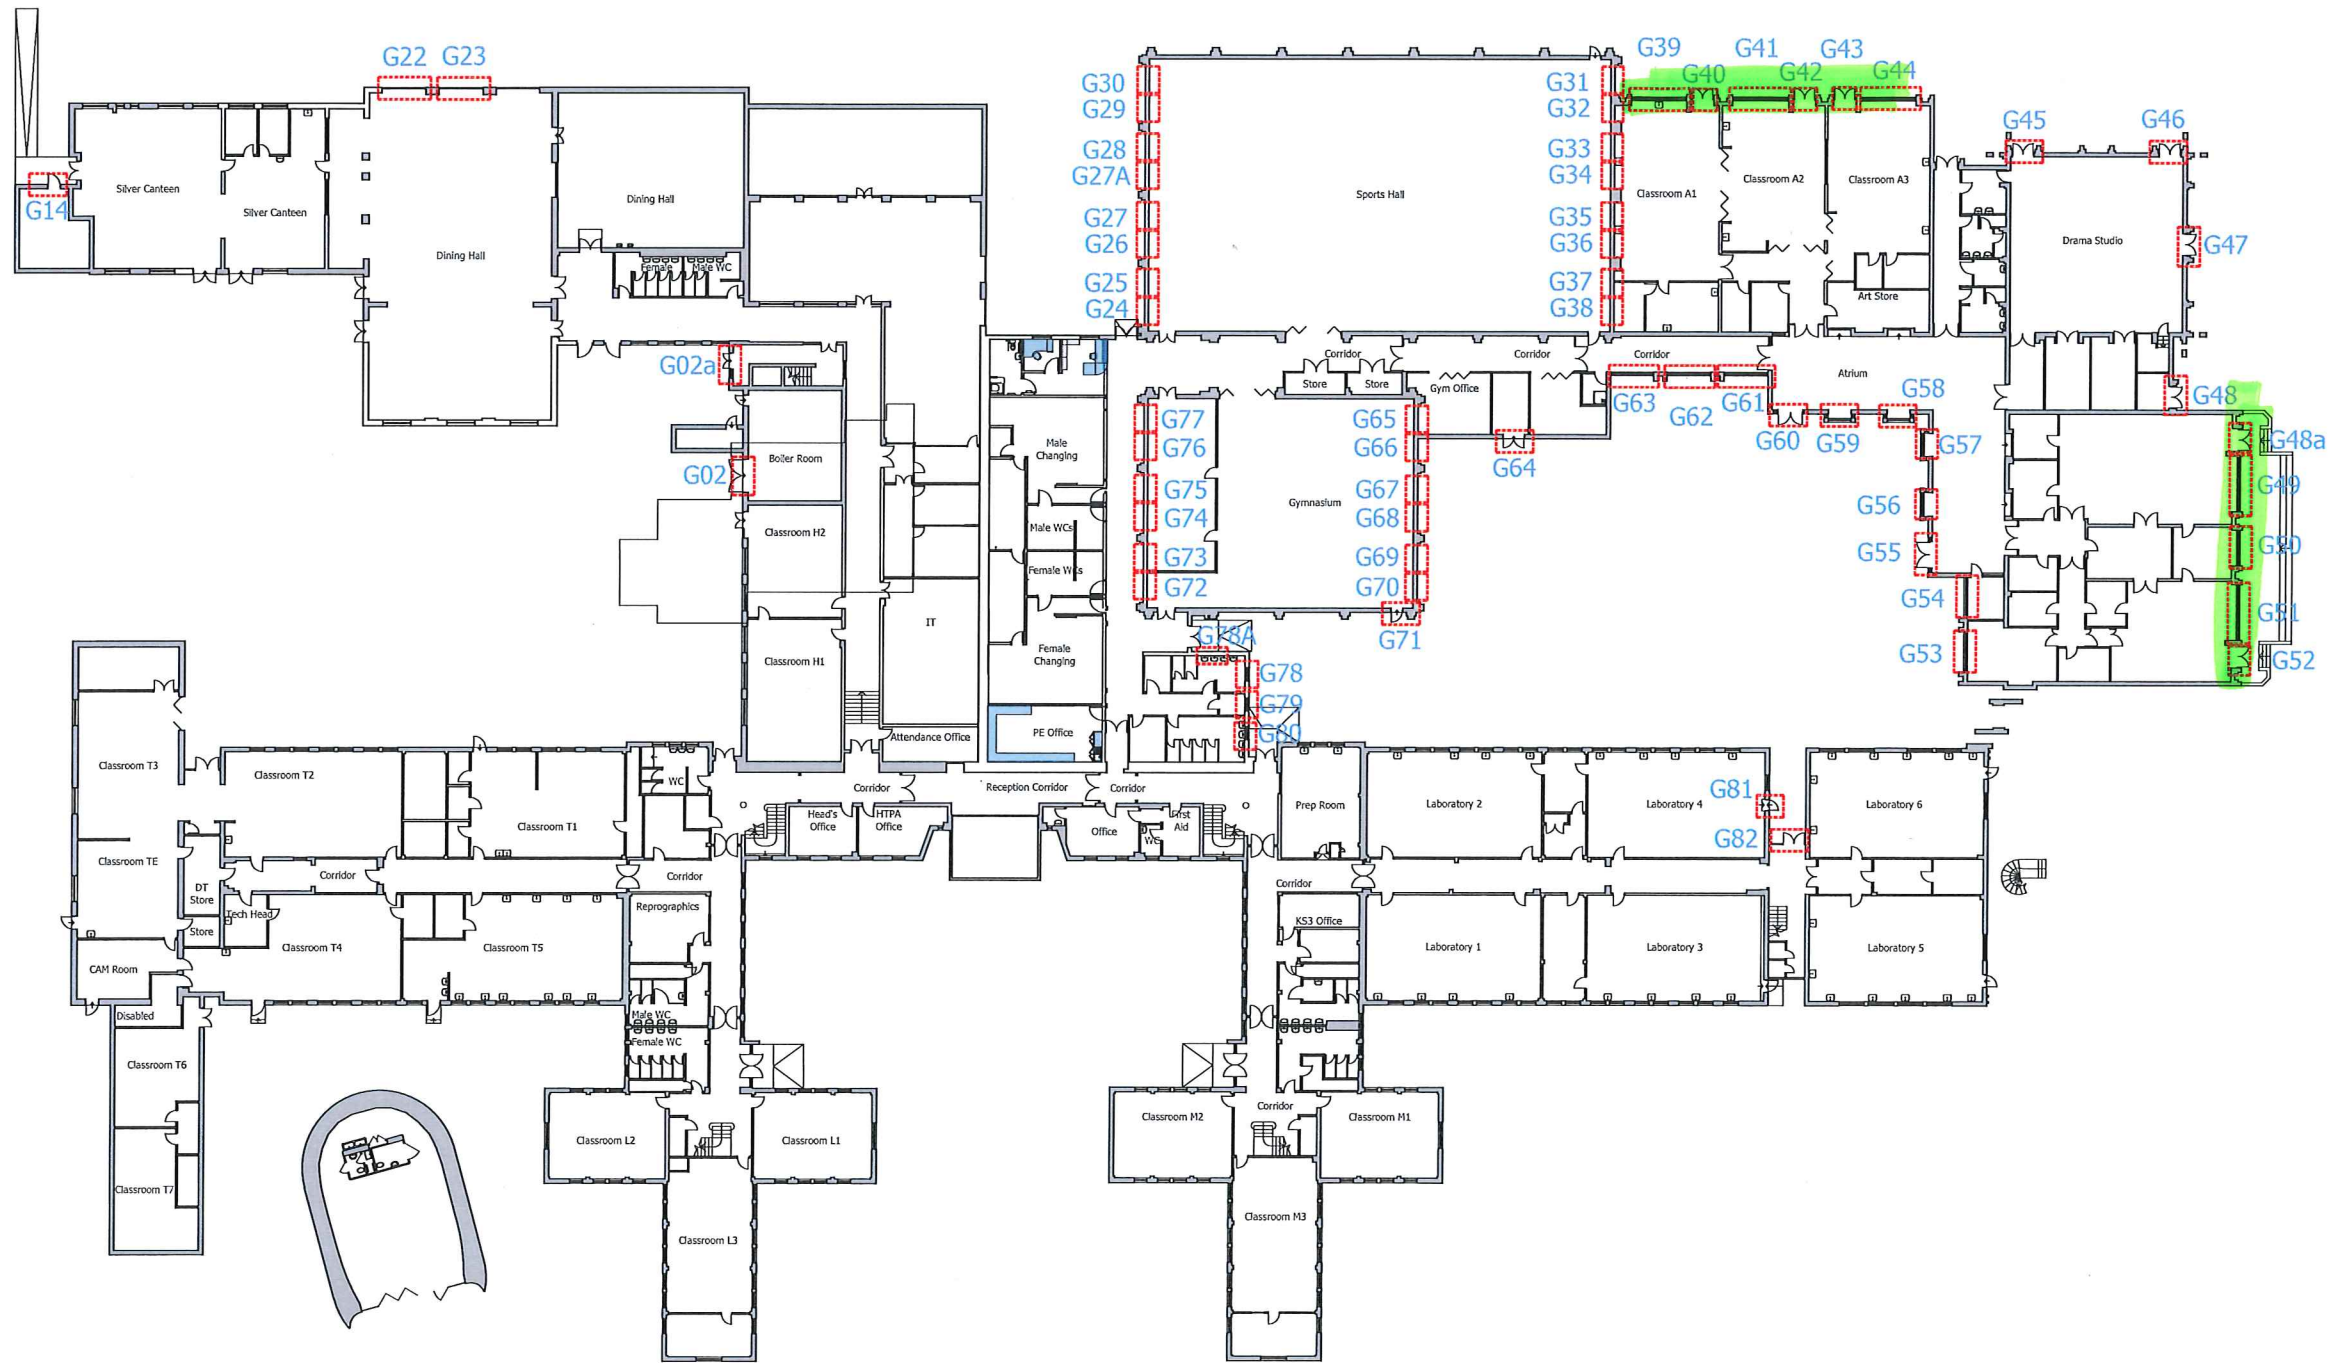 G22 G23
G30
G29
G28
G27A
G27
G26
G25
G24
G31
G32
G33
G34
G35
G36
G37
G38
G39
G40
G41
G42
G43
G44
G45
G46
G47
G48
G14
Silver Canteen
Silver Canteen
Dining Hall
Dining Hall
Female
Male WC
Sports Hall
Classroom A1
Classroom A2
Classroom A3
Art Store
Drama Studio
G02a
G02
Boiler Room
Classroom H2
Classroom H1
IT
Attendance Office
Male
Changing
Male WCs
Female WCs
Female
Changing
PE Office
Corridor
Store
Store
Corridor
Gym Office
Corridor
Atrium
G63
G62
G61
G60
G59
G58
G57
G56
G55
G54
G53
G48a
G49
G50
G51
G52
G64
G77
G76
G75
G74
G73
G72
Gymnasium
G65
G66
G67
G68
G69
G70
G71
G78A
G78
G79
G80
Classroom T3
Classroom T2
Classroom T1
WC
Classroom TE
DT
Store
Corridor
Store
Tech Head
Classroom T4
Classroom T5
CAM Room
Disabled
Classroom T6
Classroom T7
Corridor
Reprographics
Male WC
Female WC
Corridor
Reception Corridor
Corridor
Head's
Office
HTPA
Office
Office
WC
First
Aid
Prep Room
Laboratory 2
Laboratory 4
G81
G82
Laboratory 6
Corridor
KS3 Office
Laboratory 1
Laboratory 3
Laboratory 5
Classroom L2
Classroom L1
Classroom L3
Classroom M2
Corridor
Classroom M1
Classroom M3